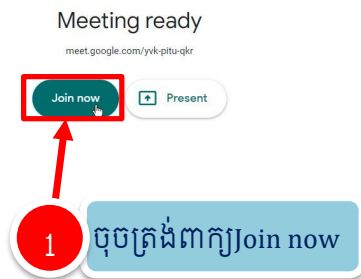 Meeting ready
meet.google.com/yvk-pitu-qkr
Join now
Present
1
ចុចត្រង់ពាក្យJoin now